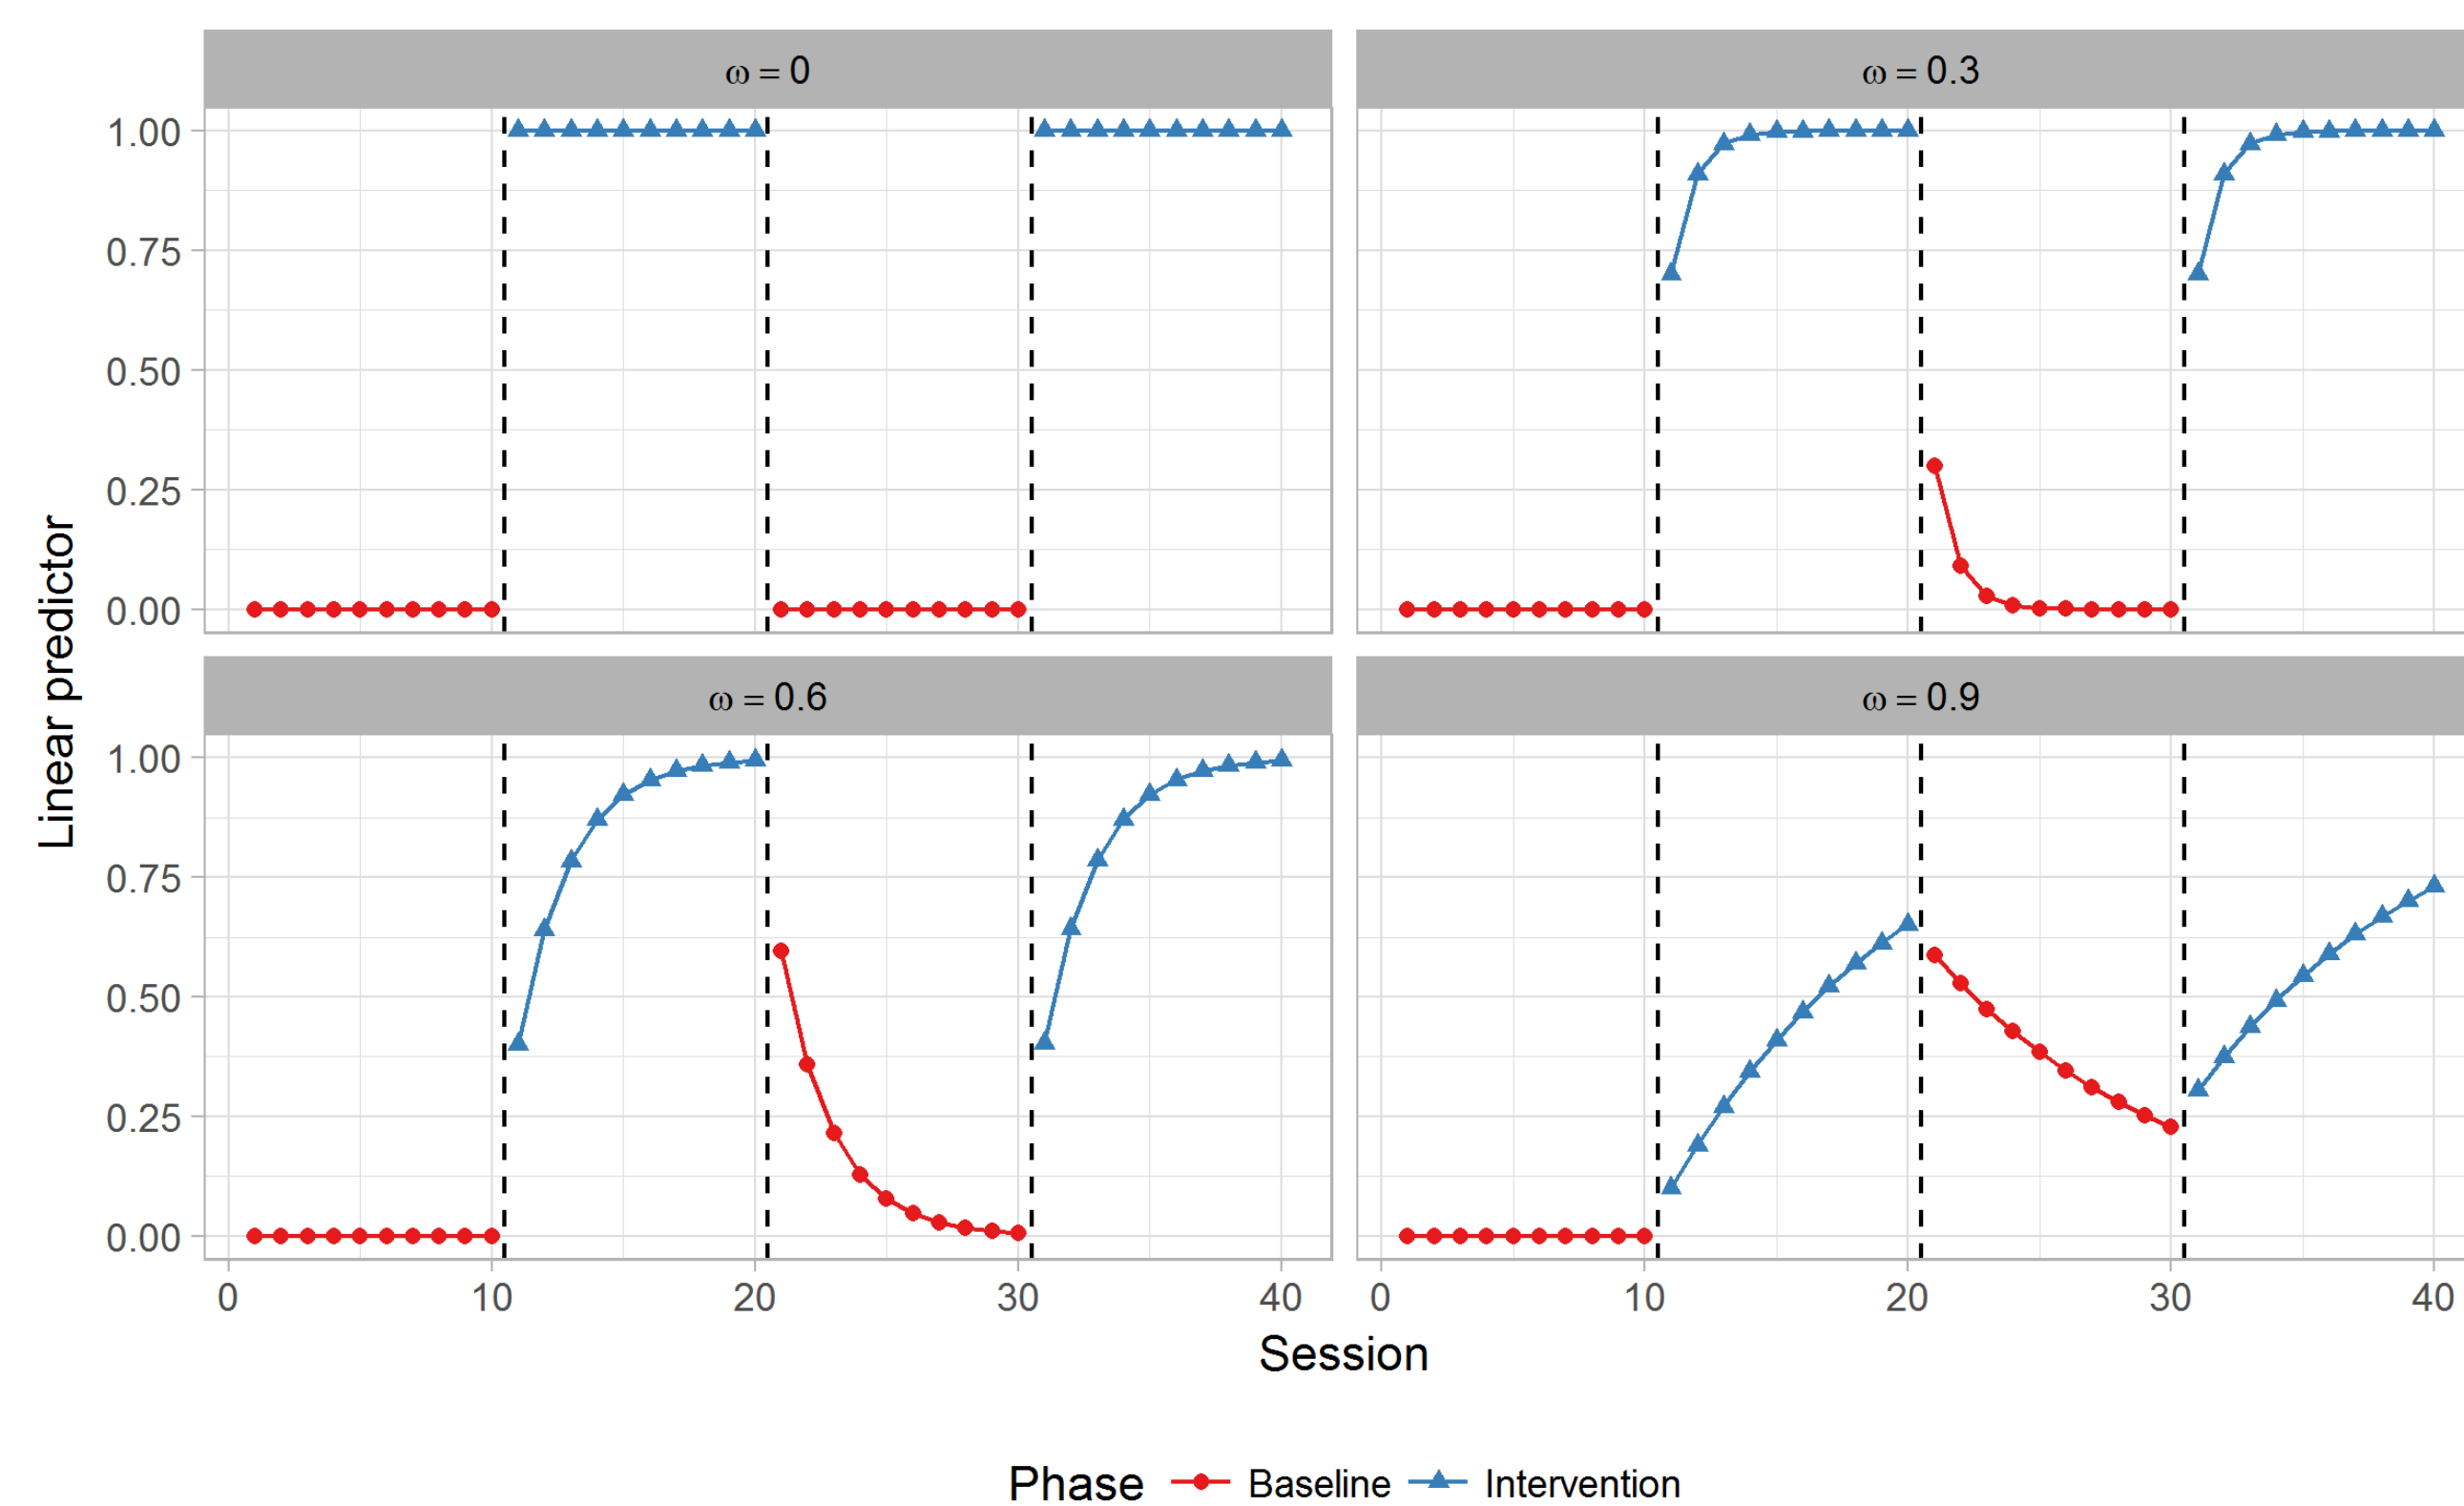 ω = 0
ω = 0.3
1.00
0.75
0.50
0.25
0.00
ω = 0.6
ω = 0.9
1.00
0.75
0.50
0.25
0.00
Linear predictor
0 10 20 30 40 0 10 20 30 40
Session
Phase Baseline Intervention